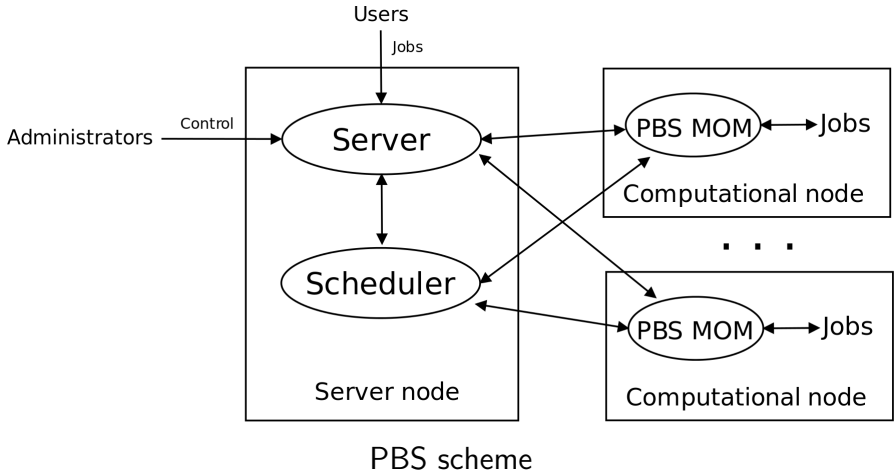 Users
Jobs
Control
Administrators
Server
PBS MOM
Jobs
Computational node
. . .
Scheduler
PBS MOM
Jobs
Server node
Computational node
PBS scheme